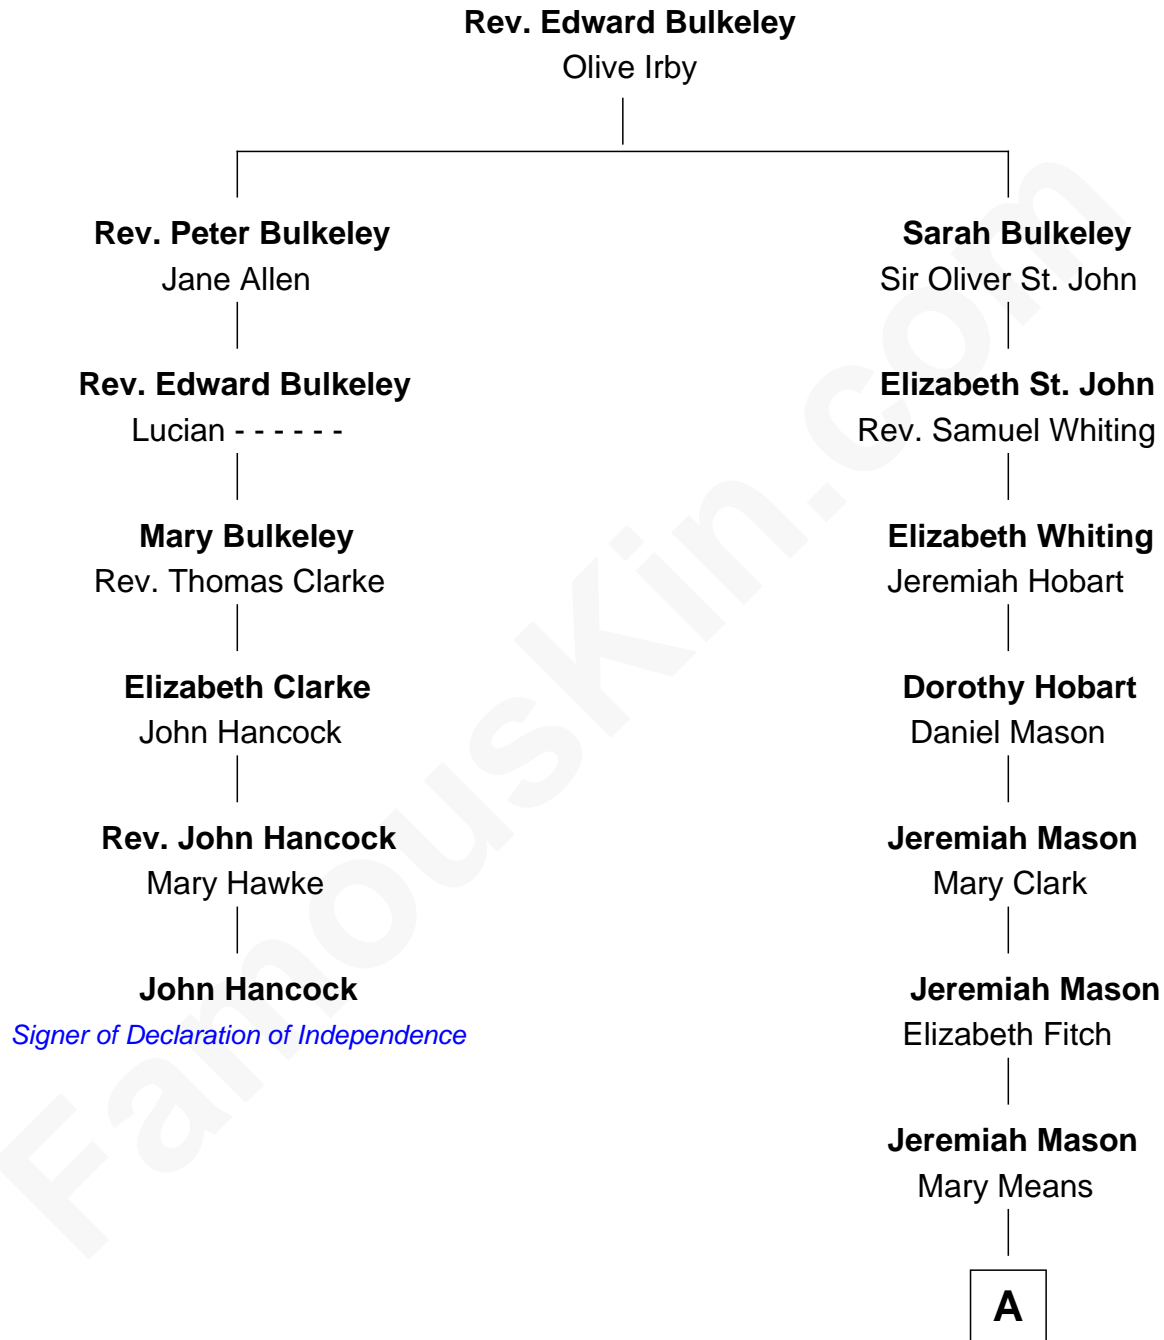 Rev. Edward Bulkeley
Olive Irby
Rev. Peter Bulkeley
Jane Allen
Rev. Edward Bulkeley
Lucian - - - - - -
Mary Bulkeley
Rev. Thomas Clarke
Elizabeth Clarke
John Hancock
Rev. John Hancock
Mary Hawke
John Hancock
Signer of Declaration of Independence
Sarah Bulkeley
Sir Oliver St. John
Elizabeth St. John
Rev. Samuel Whiting
Elizabeth Whiting
Jeremiah Hobart
Dorothy Hobart
Daniel Mason
Jeremiah Mason
Mary Clark
Jeremiah Mason
Elizabeth Fitch
Jeremiah Mason
Mary Means
A
FamousKin.com